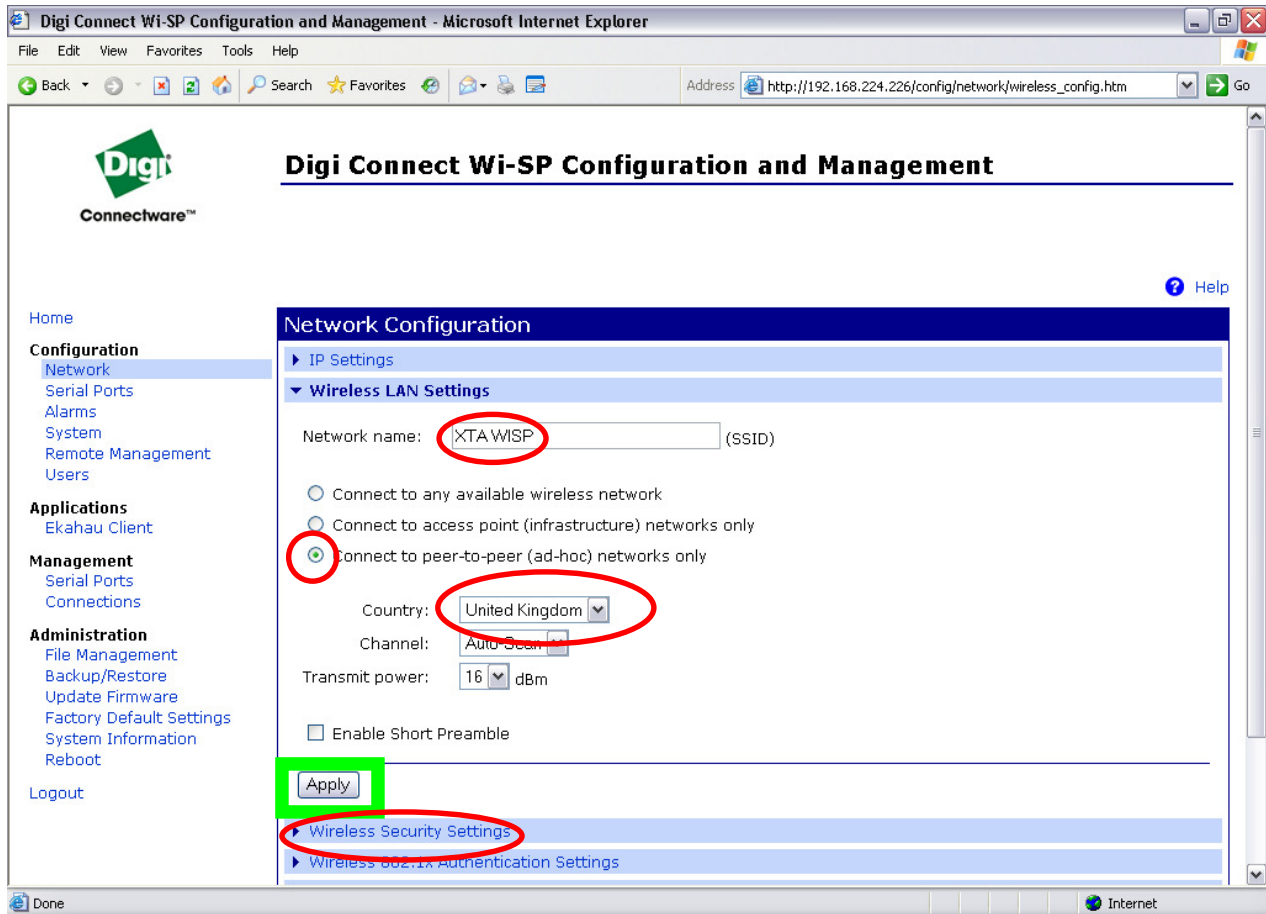 Digi Connect Wi-SP Configuration and Management - Microsoft Internet Explorer
File Edit View Favorites Tools Help
Back Search Favorites Address http://192.168.224.226/config/network/wireless_config.htm Go
Digi
Connectware™
Digi Connect Wi-SP Configuration and Management
Help
Home
Configuration
Network
Serial Ports
Alarms
System
Remote Management
Users
Applications
Ekahau Client
Management
Serial Ports
Connections
Administration
File Management
Backup/Restore
Update Firmware
Factory Default Settings
System Information
Reboot
Logout
Network Configuration
IP Settings
Wireless LAN Settings
Network name: XTA WISP (SSID)
Connect to any available wireless network
Connect to access point (infrastructure) networks only
Connect to peer-to-peer (ad-hoc) networks only
Country: United Kingdom
Channel: Auto-Scan
Transmit power: 16 dBm
Enable Short Preamble
Apply
Wireless Security Settings
Wireless 802.1x Authentication Settings
Done Internet